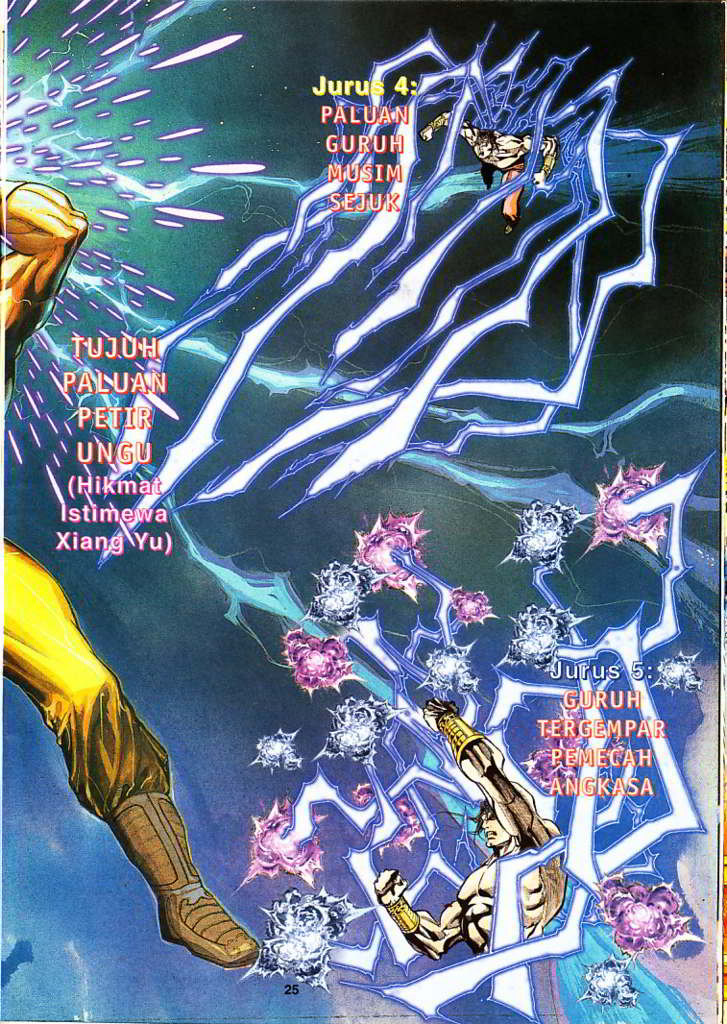 Jurus 4:
PALUAN
GURUH
MUSIM
SEJUK
TUJUH
PALUAN
PETIR
UNGU
(Hikmat
Istimewa
Xiang Yu)
Jurus 5:
GURUH
TERGEMPAR
PEMECAH
ANGKASA
25